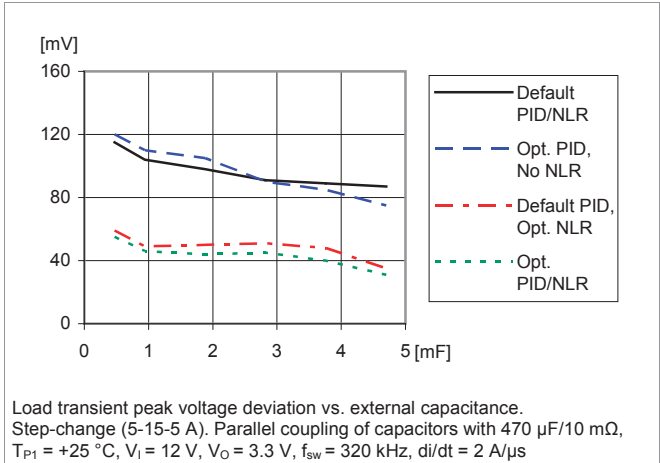 [mV]
160
120
80
40
0
0 1 2 3 4 5 [mF]
Default
PID/NLR
Opt. PID,
No NLR
Default PID,
Opt. NLR
Opt.
PID/NLR
Load transient peak voltage deviation vs. external capacitance.
Step-change (5-15-5 A). Parallel coupling of capacitors with 470 µF/10 mΩ,
TP1 = +25 °C, VI = 12 V, VO = 3.3 V, fsw = 320 kHz, di/dt = 2 A/µs